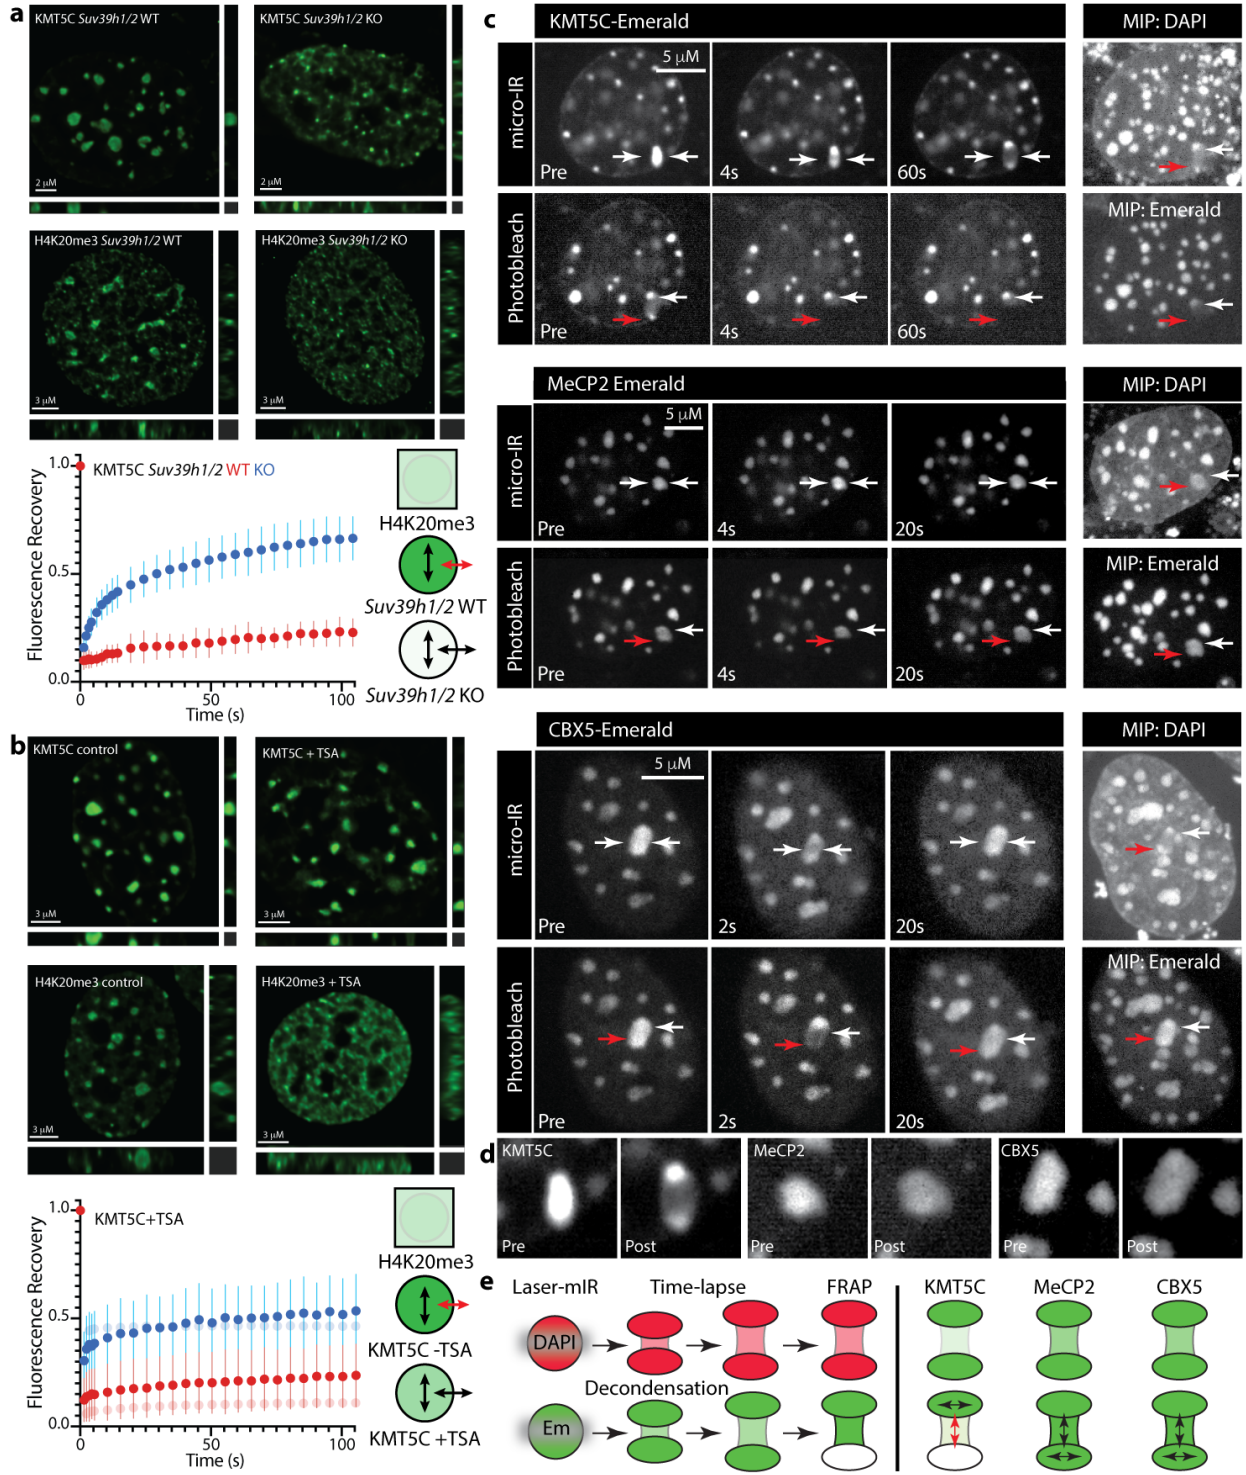 a
KMT5C Suv39h1/2 WT
KMT5C Suv39h1/2 KO
2 μM
2 μM
H4K20me3 Suv39h1/2 WT
H4K20me3 Suv39h1/2 KO
3 μM
3 μM
Fluorescence Recovery
1.0
0.5
0.0
KMT5C Suv39h1/2 WT KO
0
50
100
Time (s)
H4K20me3
Suv39h1/2 WT
Suv39h1/2 KO
b
KMT5C control
KMT5C + TSA
3 μM
3 μM
H4K20me3 control
H4K20me3 + TSA
3 μM
3 μM
Fluorescence Recovery
1.0
0.5
0.0
KMT5C+TSA
0
50
100
Time (s)
H4K20me3
KMT5C -TSA
KMT5C +TSA
c
KMT5C-Emerald
MIP: DAPI
micro-IR
5 μM
Pre
4s
60s
Photobleach
MIP: Emerald
Pre
4s
60s
MeCP2 Emerald
MIP: DAPI
micro-IR
5 μM
Pre
4s
20s
Photobleach
MIP: Emerald
Pre
4s
20s
CBX5-Emerald
MIP: DAPI
micro-IR
5 μM
Pre
2s
20s
Photobleach
MIP: Emerald
Pre
2s
20s
d
KMT5C
MeCP2
CBX5
Pre
Post
Pre
Post
Pre
Post
e
Laser-mIR
Time-lapse
FRAP
KMT5C
MeCP2
CBX5
DAPI
Decondensation
Em